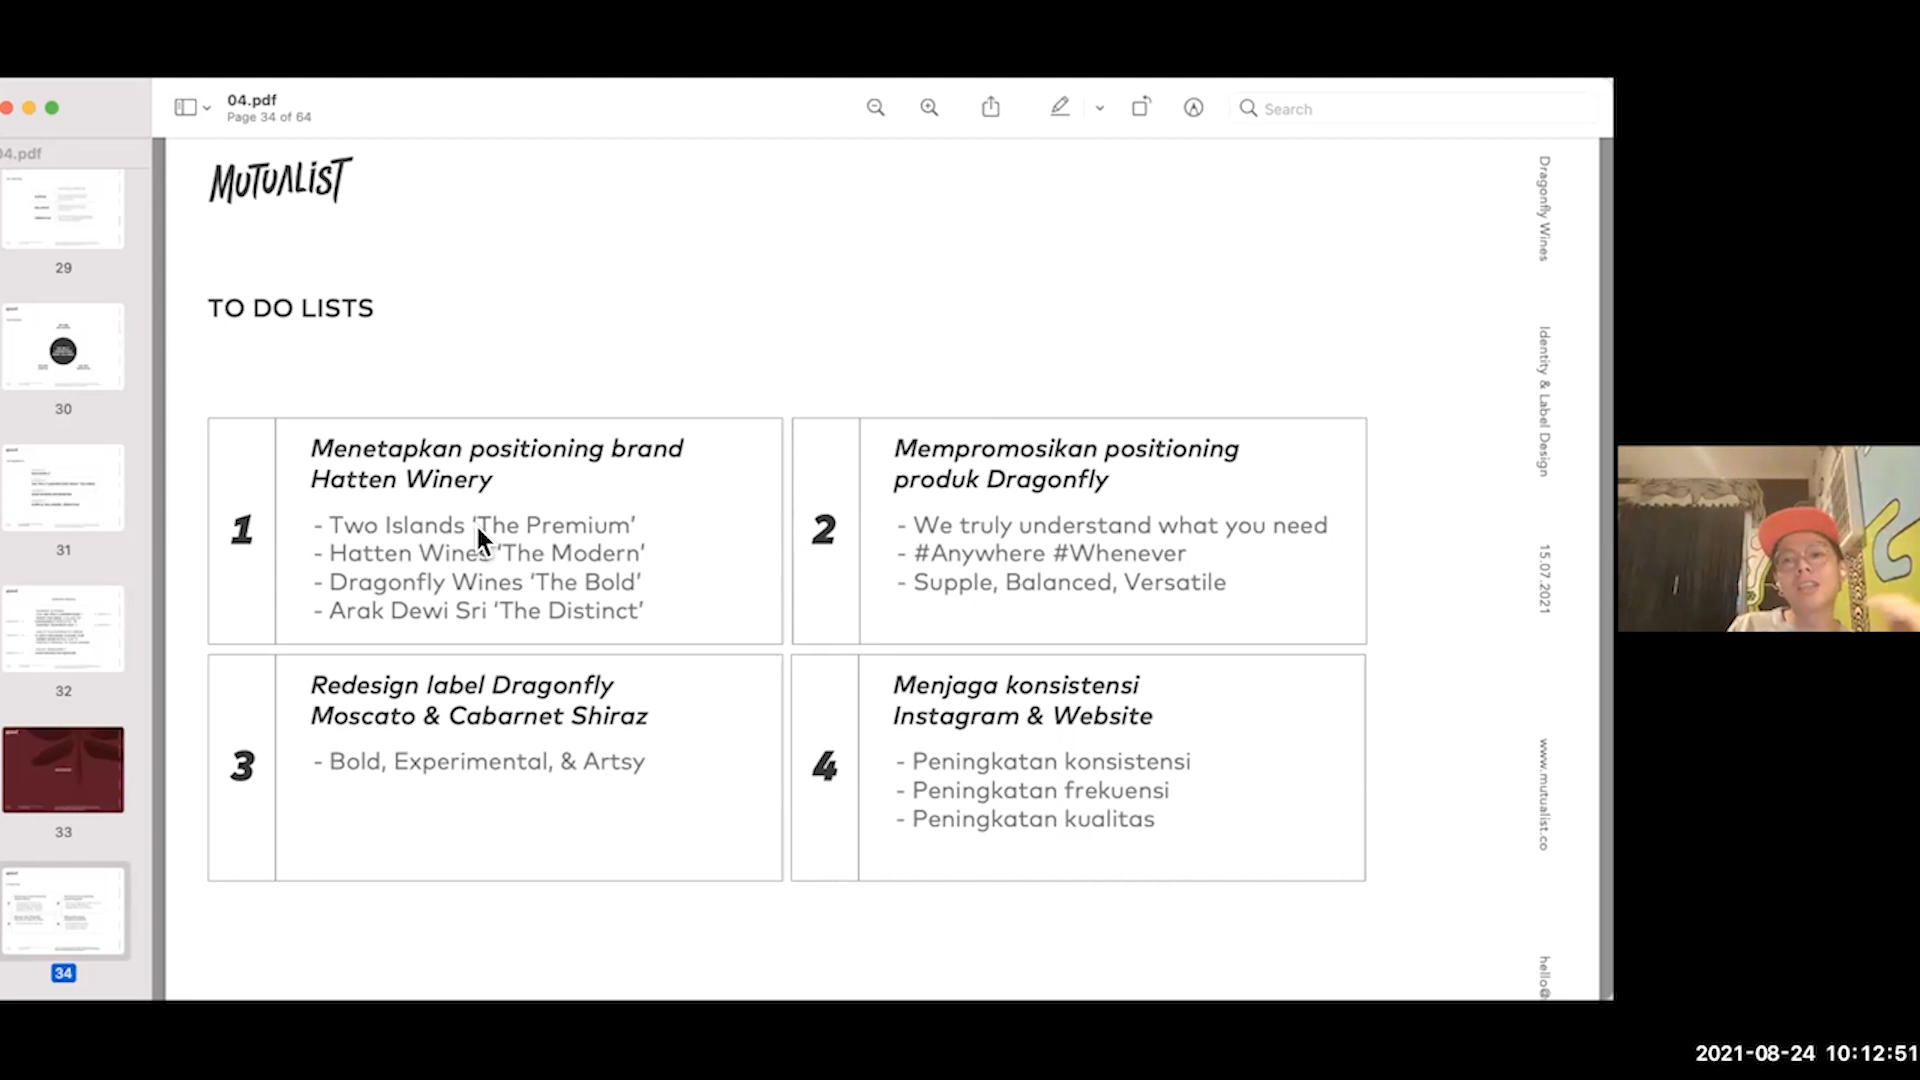 04.pdf
Page 34 of 64
Search
04.pdf
29
30
31
32
33
34
MUTUALIST
TO DO LISTS
1
Menetapkan positioning brand
Hatten Winery
- Two Islands 'The Premium'
- Hatten Wines 'The Modern'
- Dragonfly Wines 'The Bold'
- Arak Dewi Sri 'The Distinct'
2
Mempromosikan positioning
produk Dragonfly
- We truly understand what you need
- #Anywhere #Whenever
- Supple, Balanced, Versatile
3
Redesign label Dragonfly
Moscato & Cabarnet Shiraz
- Bold, Experimental, & Artsy
4
Menjaga konsistensi
Instagram & Website
- Peningkatan konsistensi
- Peningkatan frekuensi
- Peningkatan kualitas
Dragonfly Wines
Identity & Label Design
15.07.2021
www.mutualist.co
hello@
2021-08-24 10:12:51